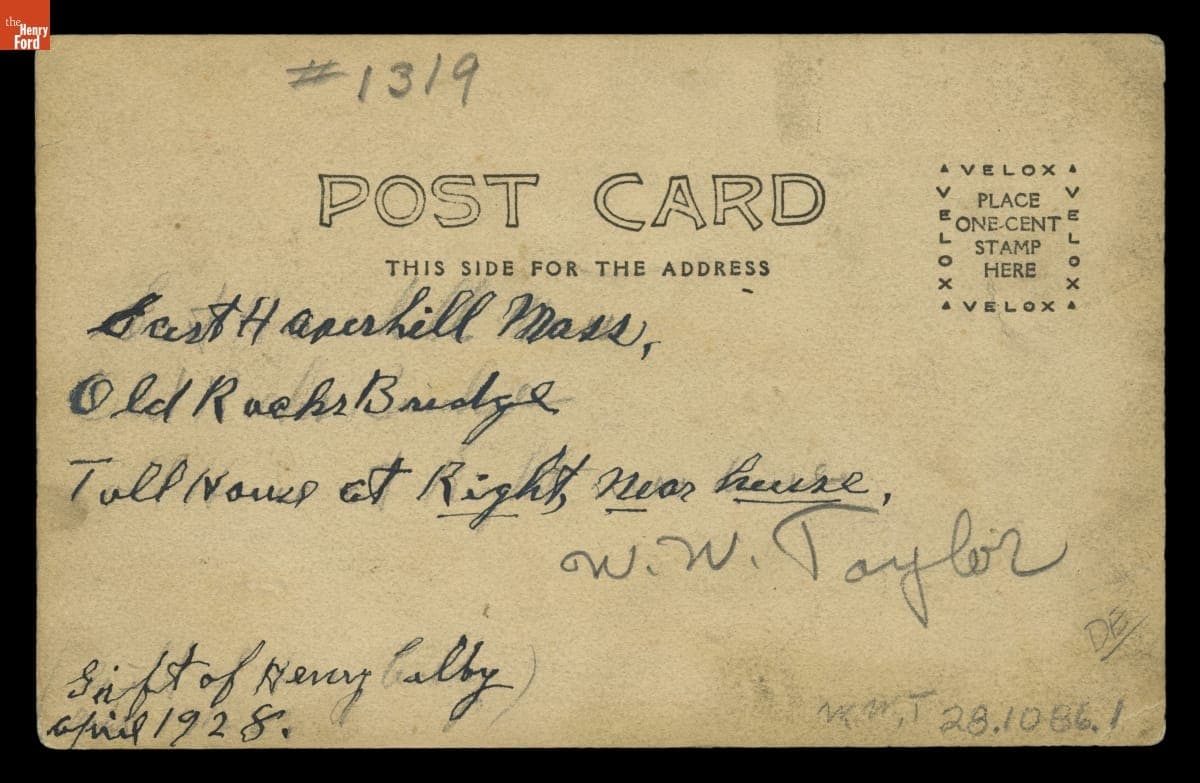 the Henry Ford
#1319
POST CARD
THIS SIDE FOR THE ADDRESS
VELOX
VELOX
VELOX
VELOX
PLACE
ONE-CENT
STAMP
HERE
East Haverhill Mass,
Old Rocks Bridge
Toll House at Right, near house,
W. W. Taylor
Gift of Henry Colby
april 1928.
DE/
W.W.T 28.1086.1